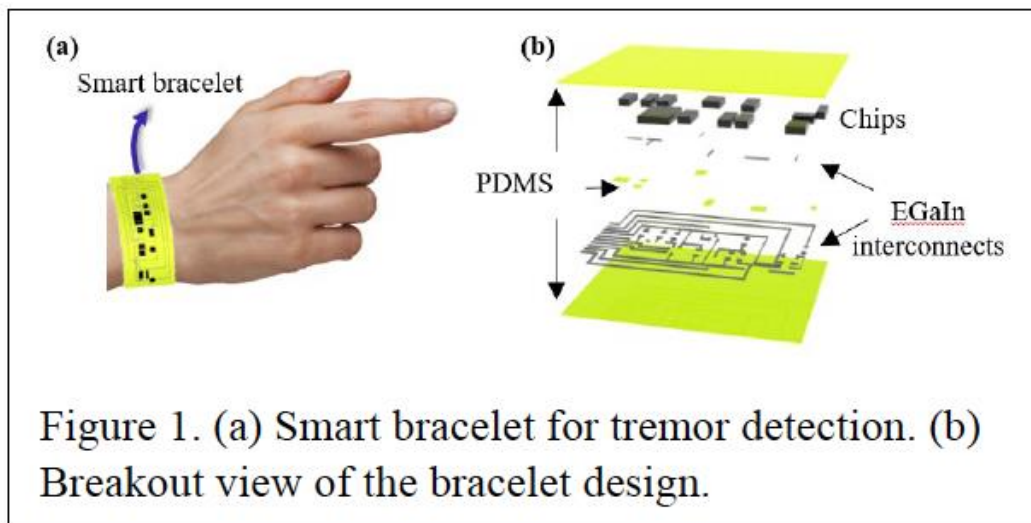 (a)
Smart bracelet
(b)
Chips
PDMS
EGaIn
interconnects
Figure 1. (a) Smart bracelet for tremor detection. (b)
Breakout view of the bracelet design.